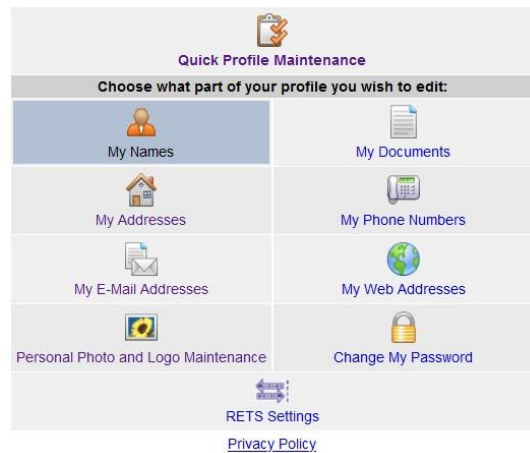 Quick Profile Maintenance
Choose what part of your profile you wish to edit:
My Names
My Documents
My Addresses
My Phone Numbers
My E-Mail Addresses
My Web Addresses
Personal Photo and Logo Maintenance
Change My Password
RETS Settings
Privacy Policy